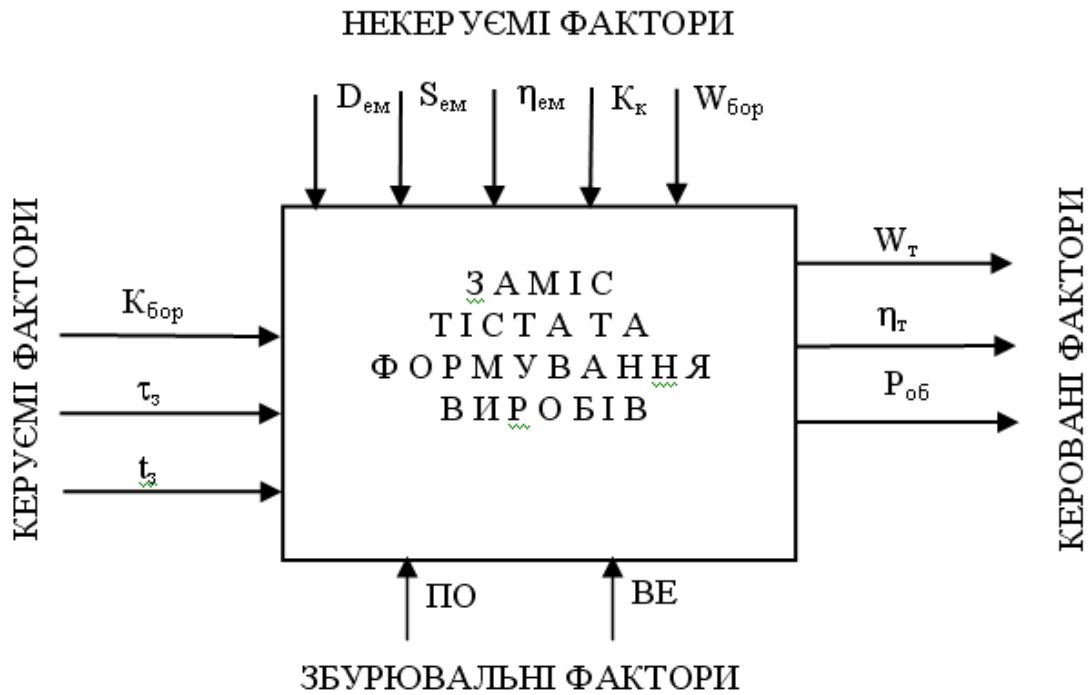 НЕКЕРУЄМІ ФАКТОРИ
Dем Sем ηем Кк Wбор
КЕРУЄМІ ФАКТОРИ
Кбор
τз
tз
ЗАМІС
ТІСТА ТА
ФОРМУВАННЯ
ВИРОБІВ
Wт
ηт
Роб
КЕРОВАНІ ФАКТОРИ
ПО ВЕ
ЗБУРЮВАЛЬНІ ФАКТОРИ